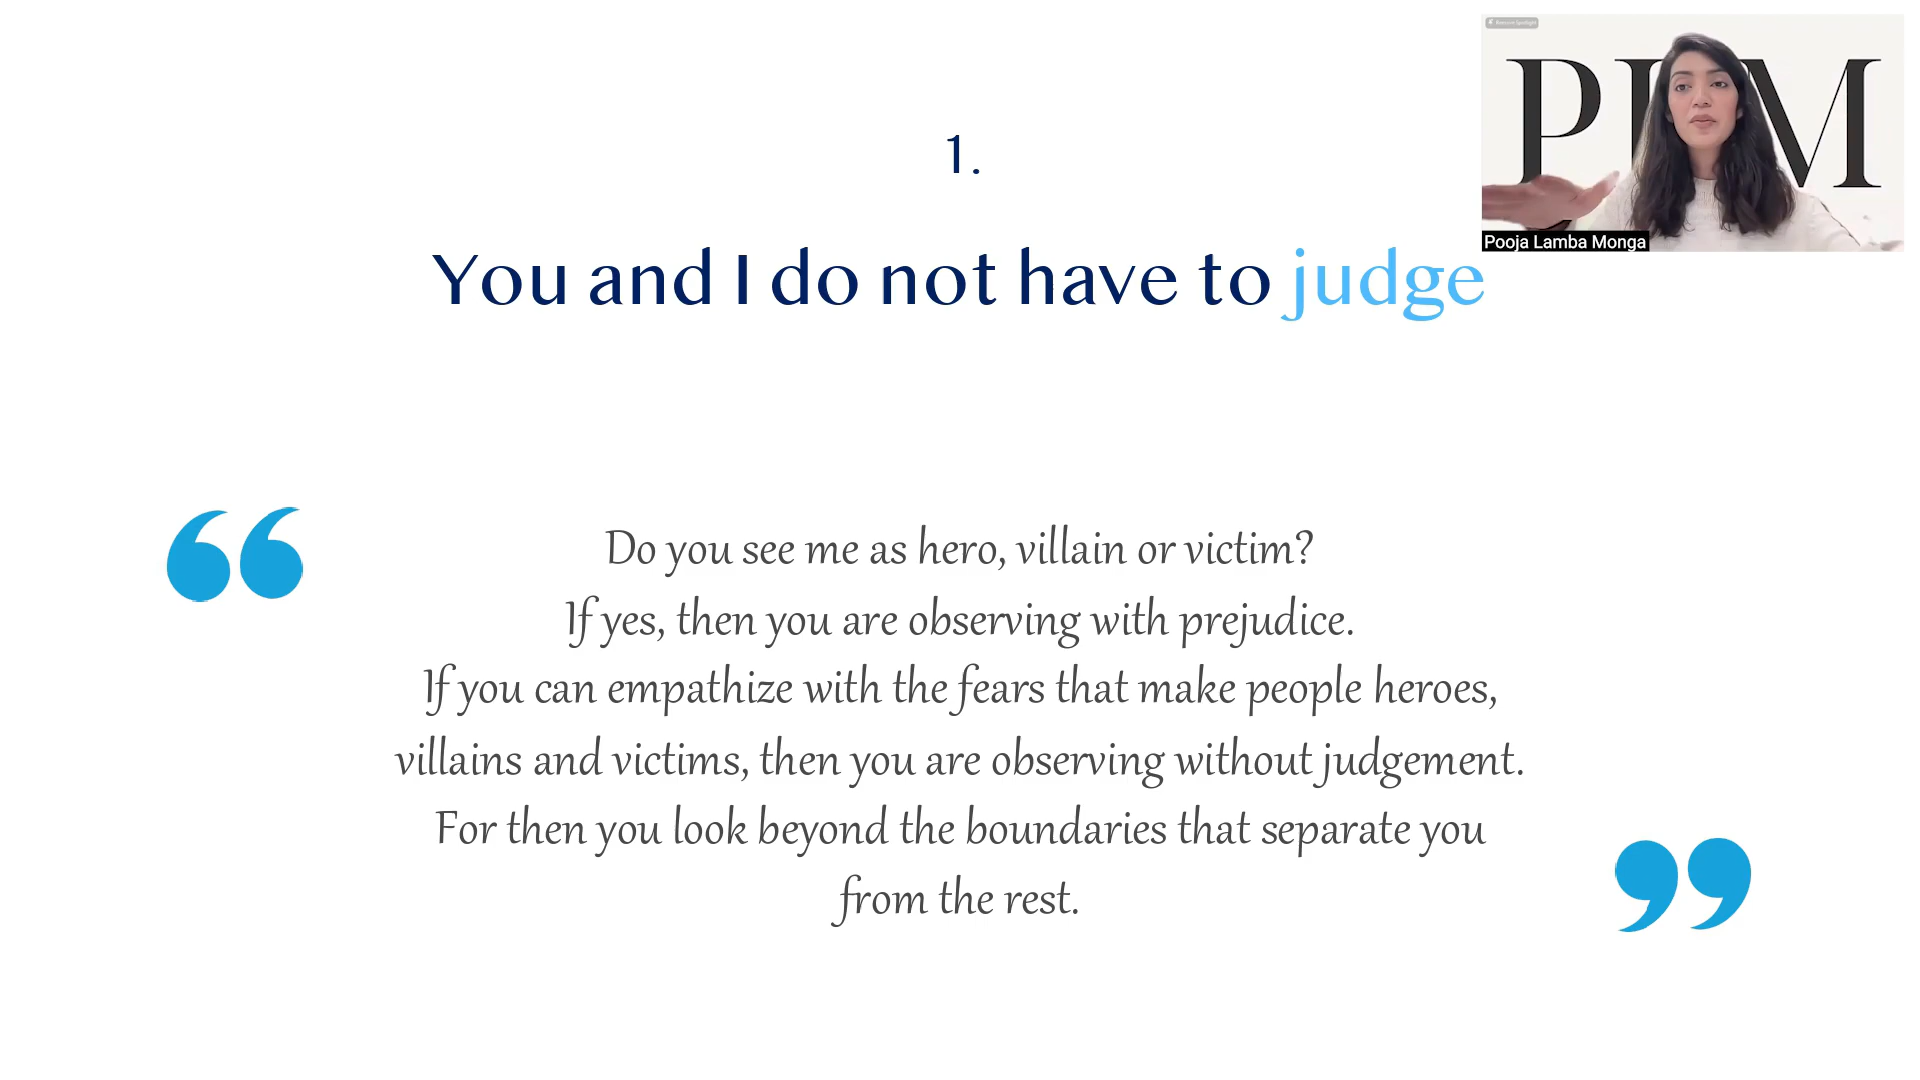 1.
You and I do not have to judge
Do you see me as hero, villain or victim?
If yes, then you are observing with prejudice.
If you can empathize with the fears that make people heroes,
villains and victims, then you are observing without judgement.
For then you look beyond the boundaries that separate you
from the rest.
Remove Spotlight
Pooja Lamba Monga